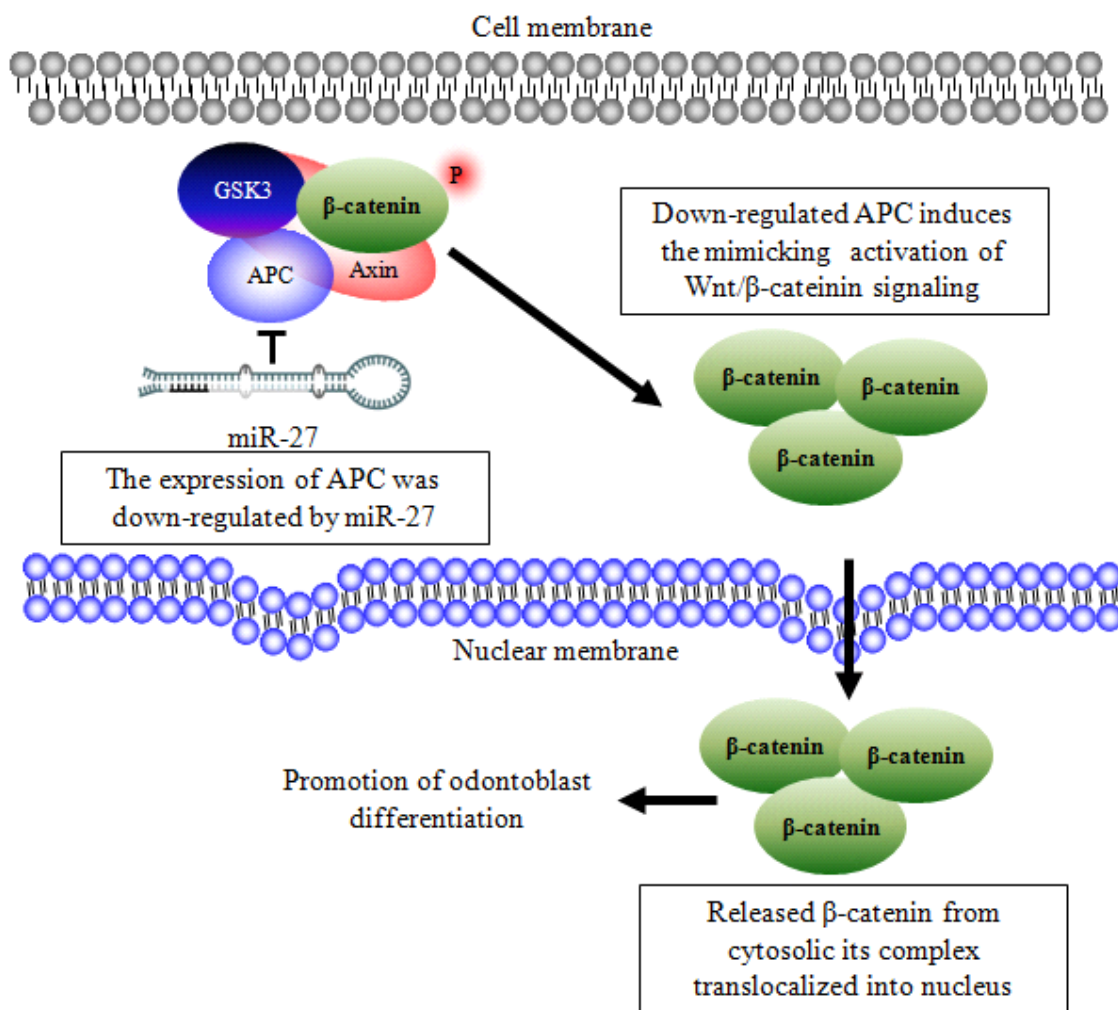 Cell membrane
GSK3
β-catenin
P
APC
Axin
miR-27
The expression of APC was
down-regulated by miR-27
Down-regulated APC induces
the mimicking activation of
Wnt/β-cateinin signaling
β-catenin
β-catenin
β-catenin
Nuclear membrane
β-catenin
β-catenin
β-catenin
Promotion of odontoblast
differentiation
Released β-catenin from
cytosolic its complex
translocalized into nucleus